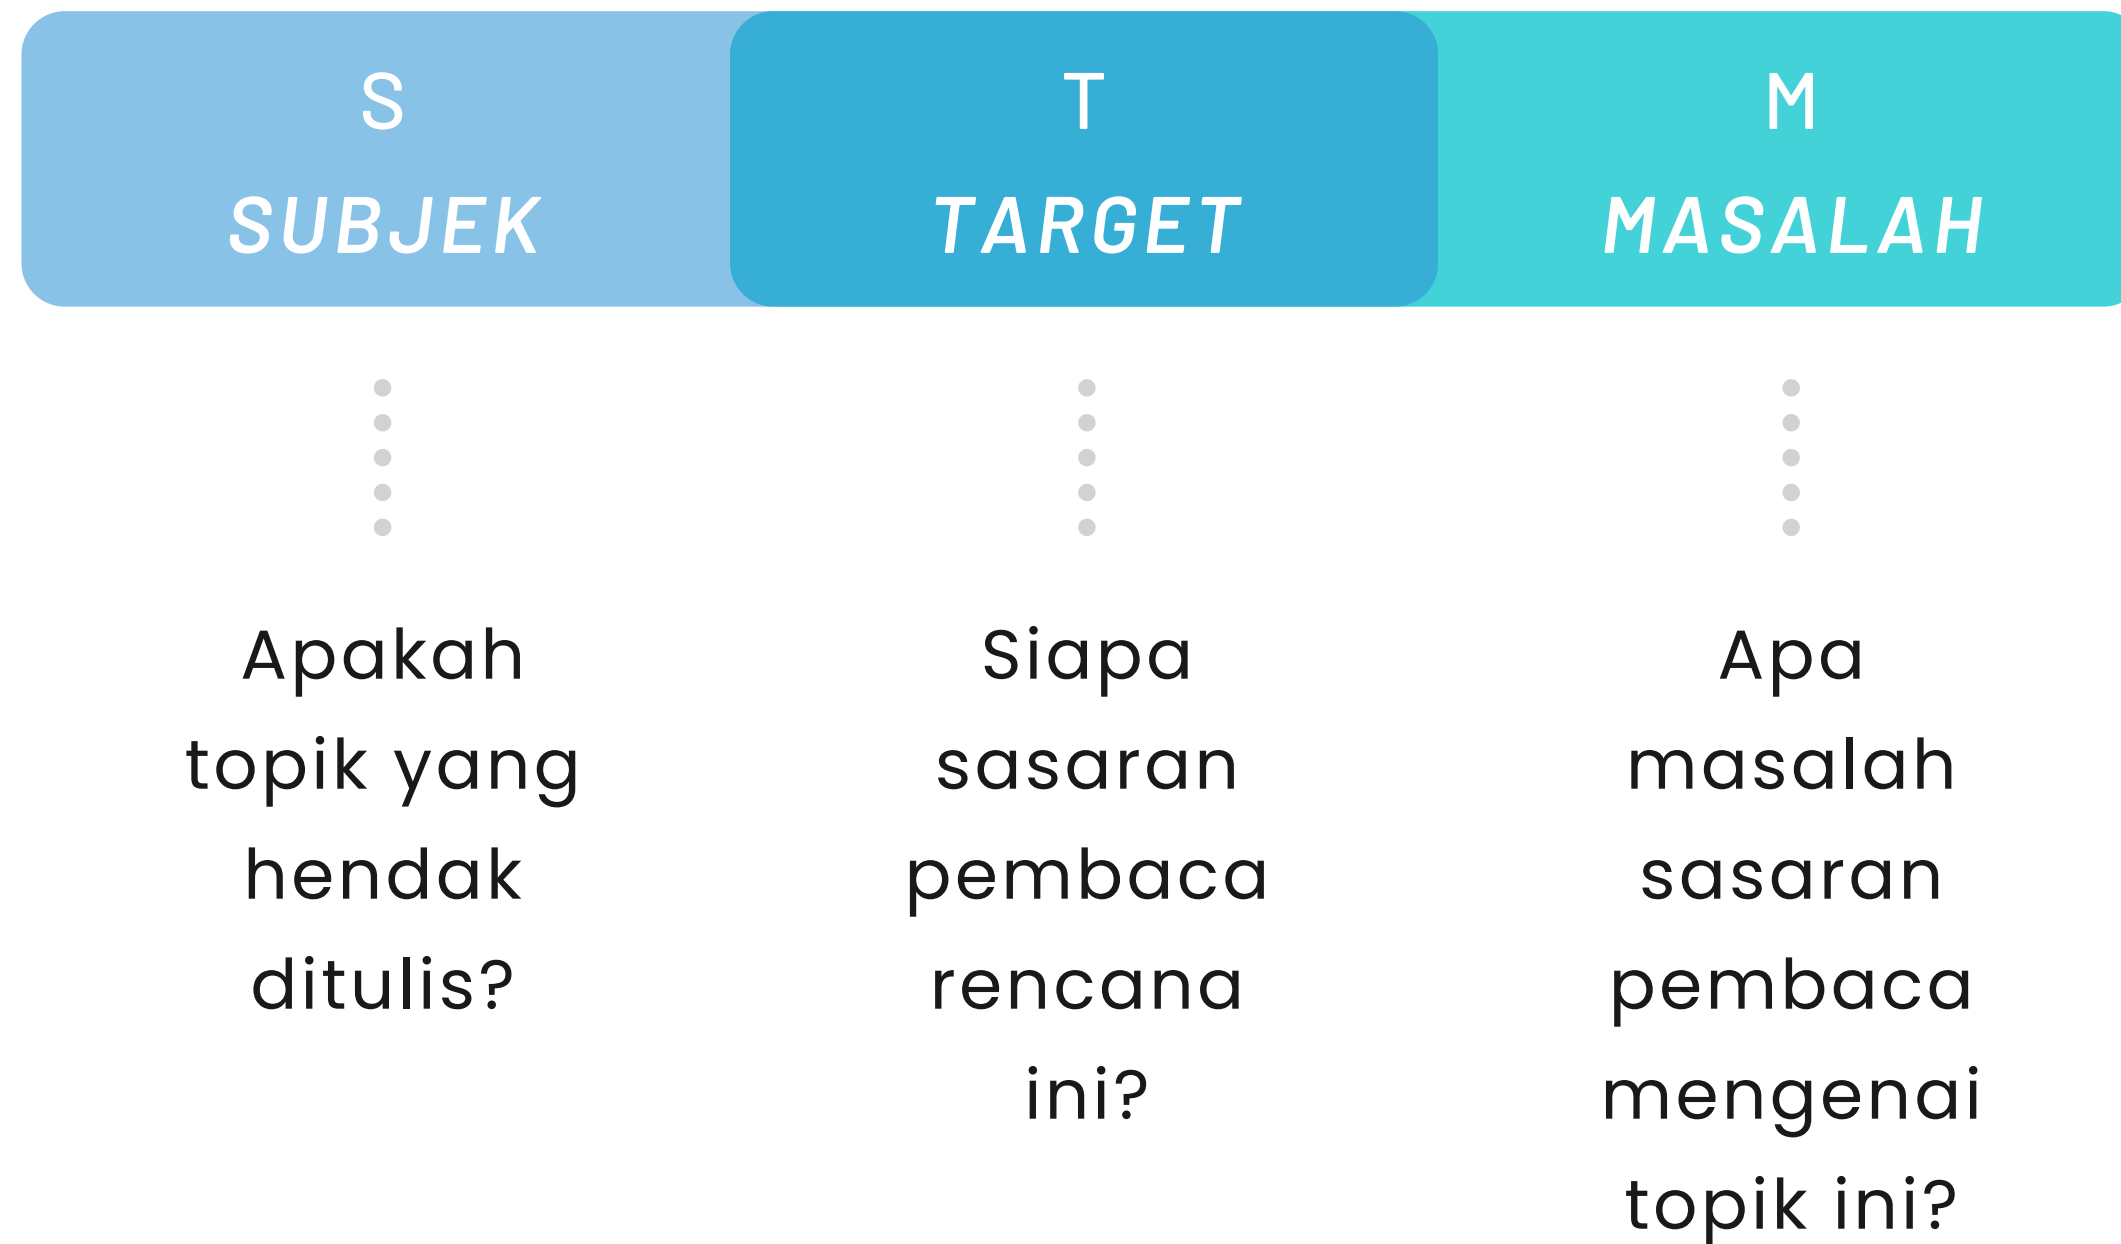 S
SUBJEK
Apakah
topik yang
hendak
ditulis?
T
TARGET
Siapa
sasaran
pembaca
rencana
ini?
M
MASALAH
Apa
masalah
sasaran
pembaca
mengenai
topik ini?